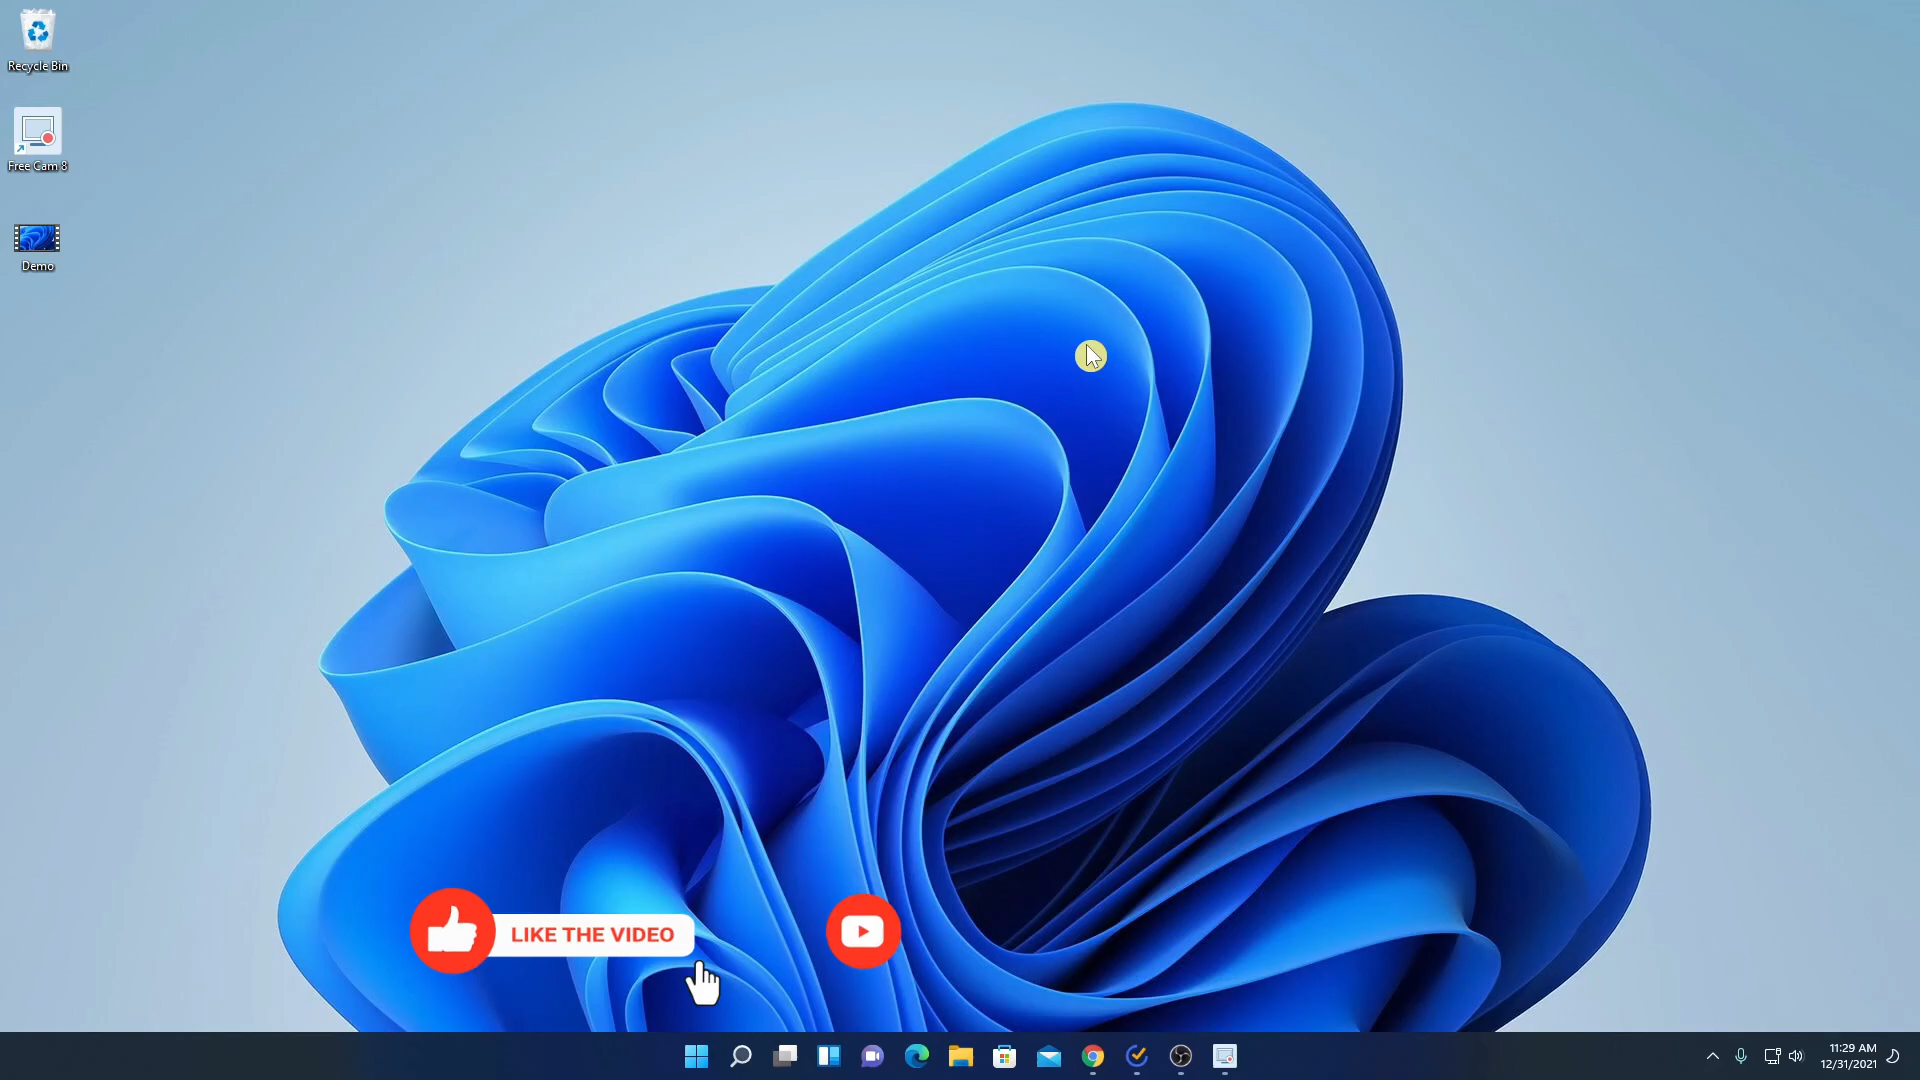 Recycle Bin
Free Cam 8
Demo
LIKE THE VIDEO
11:29 AM
12/31/2021